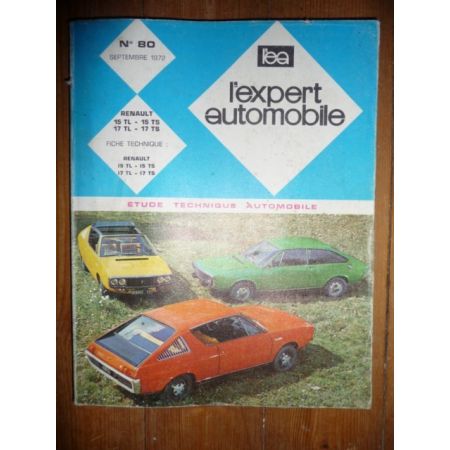 N° 80
SEPTEMBRE 1972
l'ea
l'expert
automobile
RENAULT
15 TL - 15 TS
17 TL - 17 TS
FICHE TECHNIQUE :
RENAULT
15 TL - 15 TS
17 TL - 17 TS
ETUDE TECHNIQUE AUTOMOBILE